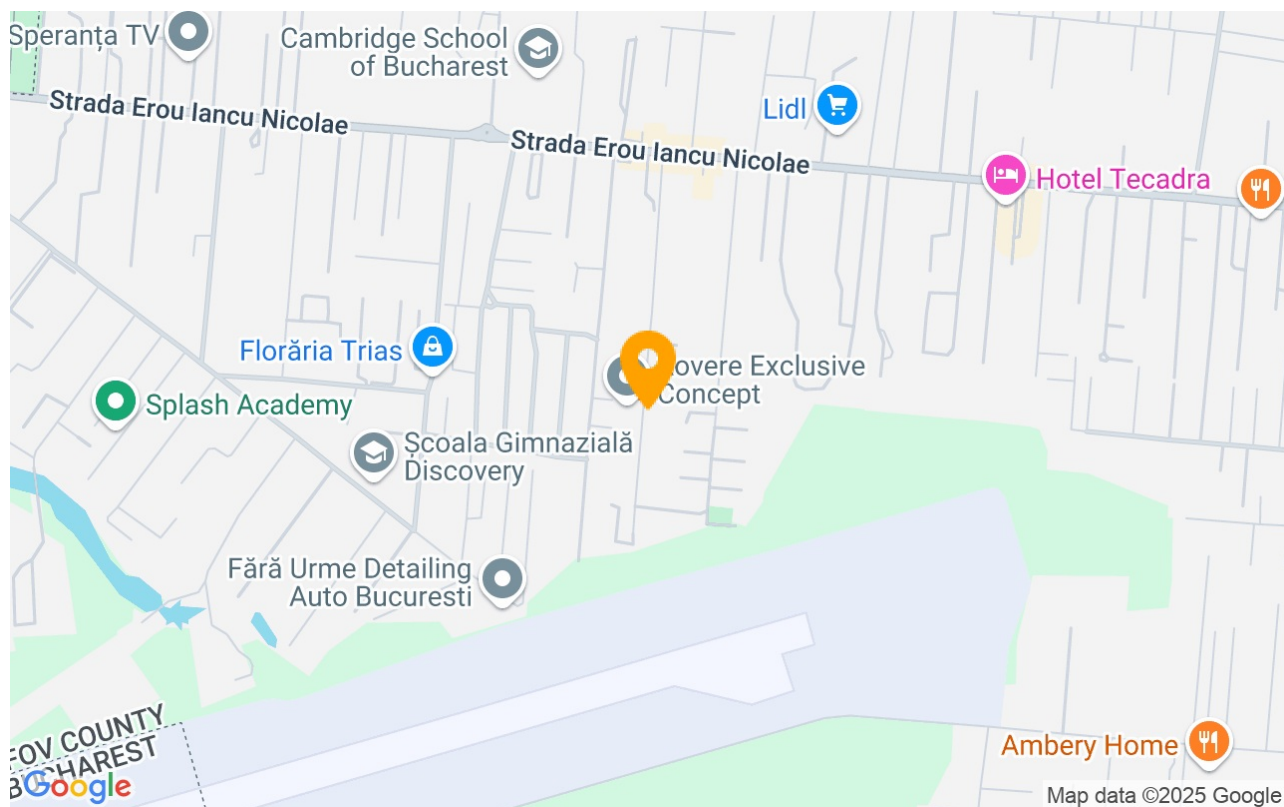 Speranța TV
Cambridge School
of Bucharest
Strada Erou Iancu Nicolae
Strada Erou Iancu Nicolae
Lidl
Hotel Tecadra
Florăria Trias
overe Exclusive
Concept
Splash Academy
Școala Gimnazială
Discovery
Fără Urme Detailing
Auto Bucuresti
FOV COUNTY
BUCHAREST
Ambery Home
Google
Map data ©2025 Google